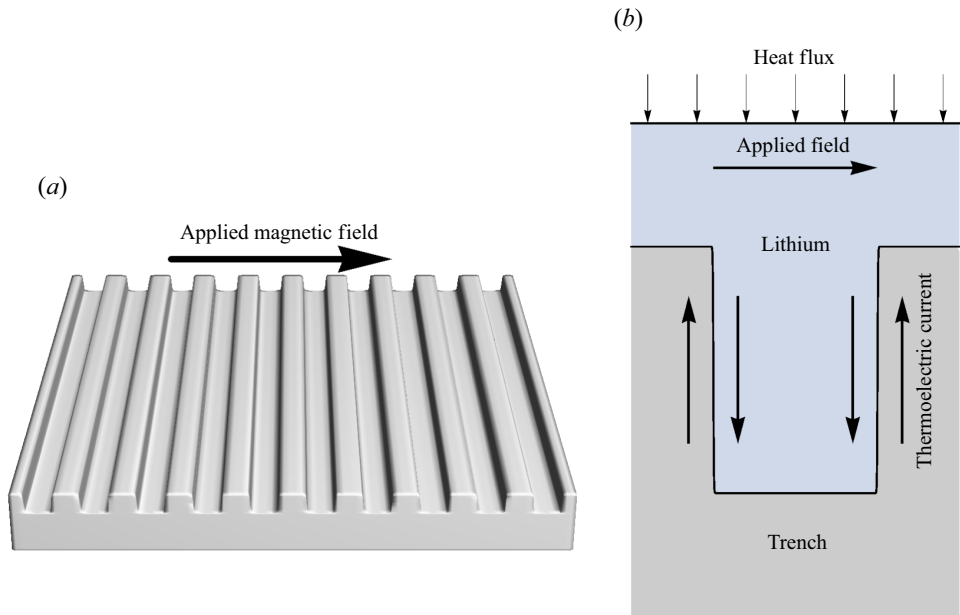 (a)
Applied magnetic field
(b)
Heat flux
Applied field
Lithium
Thermoelectric current
Trench